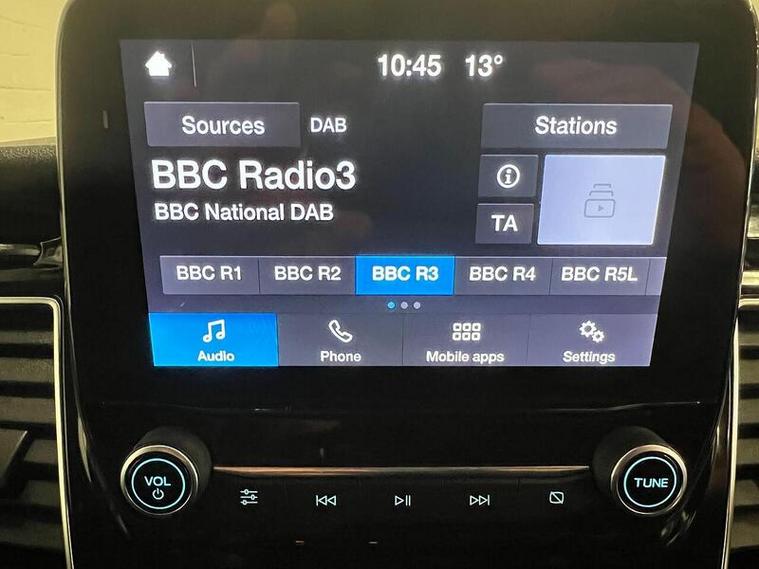 10:45 13°
Sources DAB Stations
BBC Radio3
BBC National DAB
TA
BBC R1 BBC R2 BBC R3 BBC R4 BBC R5L
Audio Phone Mobile apps Settings
VOL TUNE